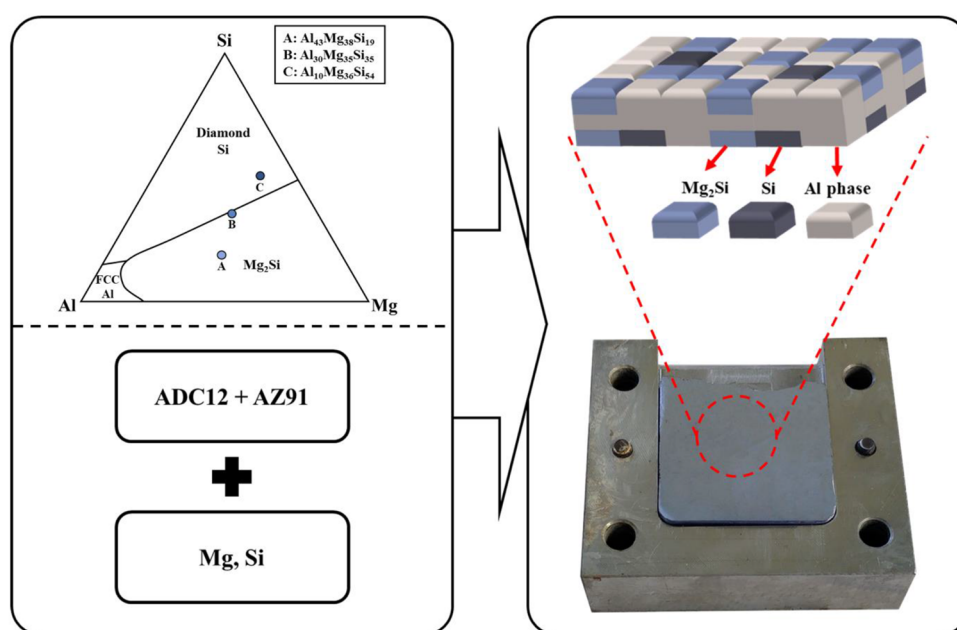 Si
A: Al₄₃Mg₃₈Si₁₉
B: Al₃₀Mg₃₅Si₃₅
C: Al₁₀Mg₃₆Si₅₄
Diamond
Si
C
B
A
Mg₂Si
FCC
Al
Al
Mg
ADC12 + AZ91
+
Mg, Si
Mg₂Si
Si
Al phase